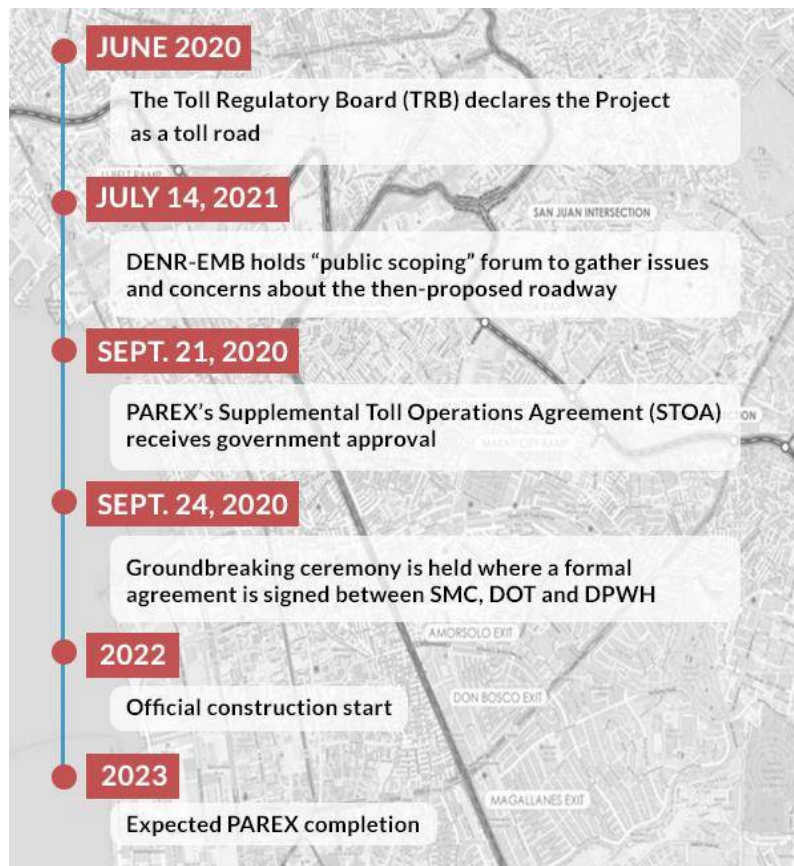 JUNE 2020
The Toll Regulatory Board (TRB) declares the Project
as a toll road
JULY 14, 2021
SAN JUAN INTERSECTION
DENR-EMB holds “public scoping” forum to gather issues
and concerns about the then-proposed roadway
SEPT. 21, 2020
PAREX’s Supplemental Toll Operations Agreement (STOA)
receives government approval
SEPT. 24, 2020
Groundbreaking ceremony is held where a formal
agreement is signed between SMC, DOT and DPWH
AMORSOLO EXIT
2022
Official construction start
DON BOSCO EXIT
2023
MAGALLANES EXIT
Expected PAREX completion